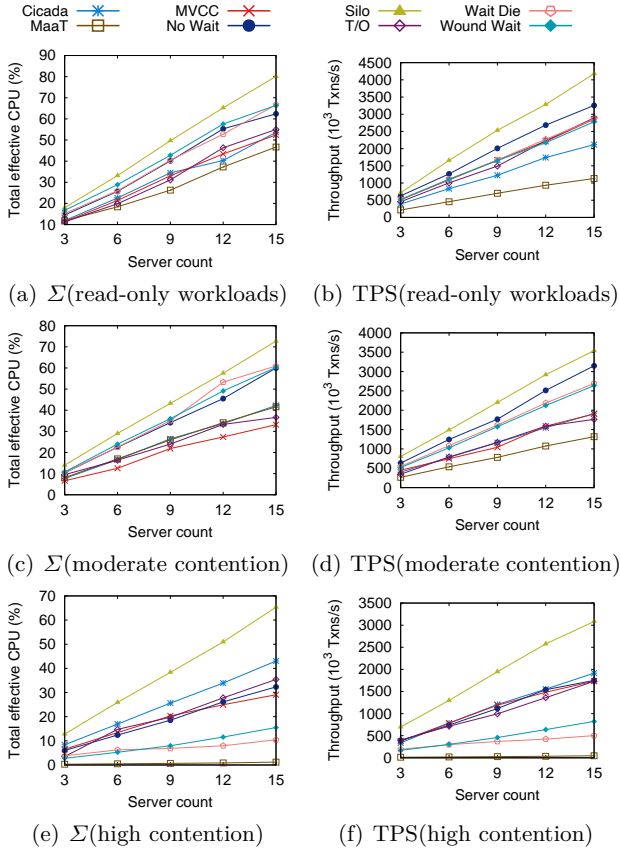 Cicada MVCC Silo Wait Die
MaaT No Wait T/O Wound Wait
Total effective CPU (%)
90
80
70
60
50
40
30
20
10
3 6 9 12 15
Server count
Throughput (10³ Txns/s)
4500
4000
3500
3000
2500
2000
1500
1000
500
0
3 6 9 12 15
Server count
(a) Σ(read-only workloads) (b) TPS(read-only workloads)
Total effective CPU (%)
80
70
60
50
40
30
20
10
0
3 6 9 12 15
Server count
Throughput (10³ Txns/s)
4000
3500
3000
2500
2000
1500
1000
500
0
3 6 9 12 15
Server count
(c) Σ(moderate contention) (d) TPS(moderate contention)
Total effective CPU (%)
70
60
50
40
30
20
10
0
3 6 9 12 15
Server count
Throughput (10³ Txns/s)
3500
3000
2500
2000
1500
1000
500
0
3 6 9 12 15
Server count
(e) Σ(high contention) (f) TPS(high contention)